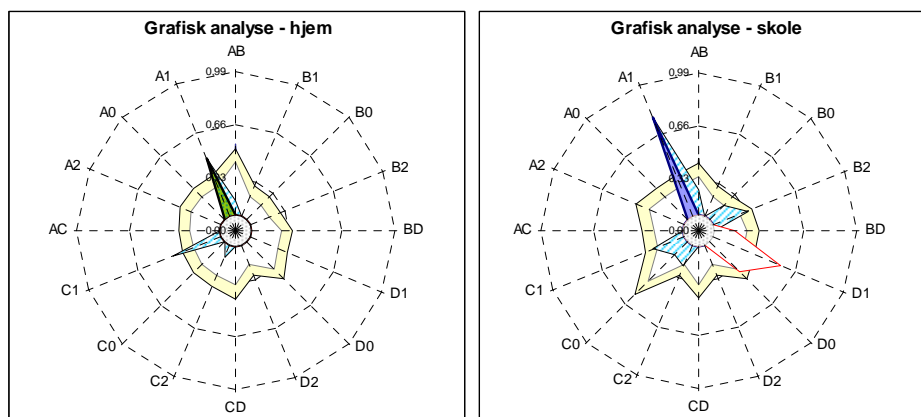 Grafisk analyse - hjem
AB
0,99
B1
B0
B2
BD
D1
D0
D2
CD
C2
C0
C1
AC
A2
A0
A1
0,66
0,00
Grafisk analyse - skole
AB
0,99
B1
B0
B2
BD
D1
D0
D2
CD
C2
C0
C1
AC
A2
A0
A1
0,66
0,00